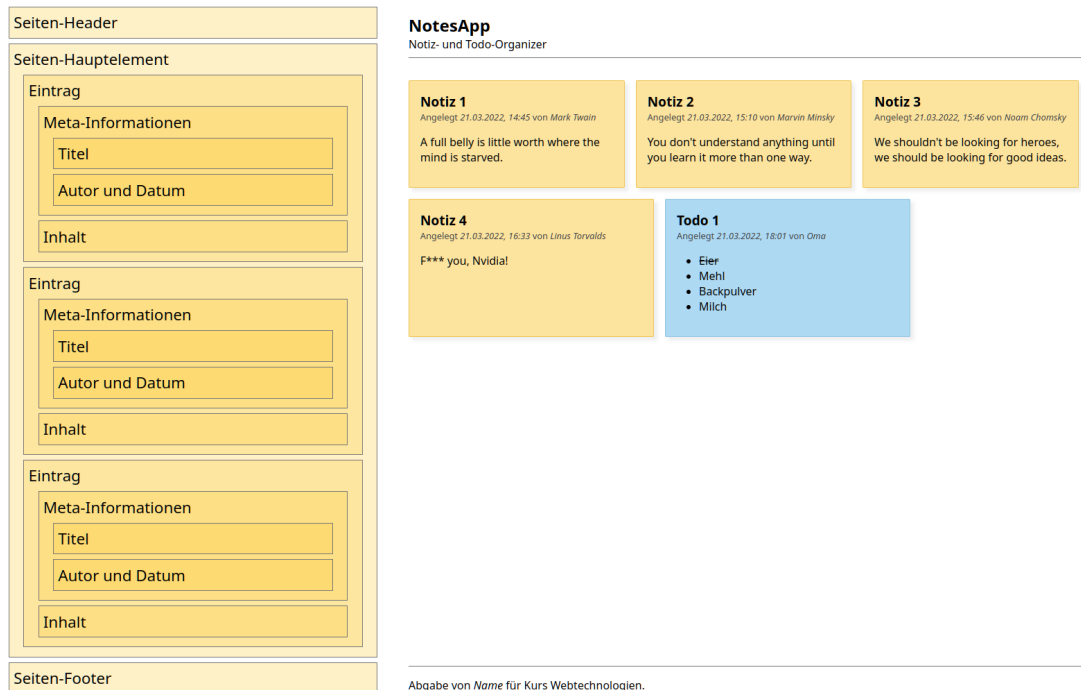 Seiten-Header
Seiten-Hauptelement
Eintrag
Meta-Informationen
Titel
Autor und Datum
Inhalt
Eintrag
Meta-Informationen
Titel
Autor und Datum
Inhalt
Eintrag
Meta-Informationen
Titel
Autor und Datum
Inhalt
Seiten-Footer
NotesApp
Notiz- und Todo-Organizer
Notiz 1
Angelegt 21.03.2022, 14:45 von Mark Twain
A full belly is little worth where the
mind is starved.
Notiz 2
Angelegt 21.03.2022, 15:10 von Marvin Minsky
You don't understand anything until
you learn it more than one way.
Notiz 3
Angelegt 21.03.2022, 15:46 von Noam Chomsky
We shouldn't be looking for heroes,
we should be looking for good ideas.
Notiz 4
Angelegt 21.03.2022, 16:33 von Linus Torvalds
F*** you, Nvidia!
Todo 1
Angelegt 21.03.2022, 18:01 von Oma
Eier
Mehl
Backpulver
Milch
Abgabe von Name für Kurs Webtechnologien.